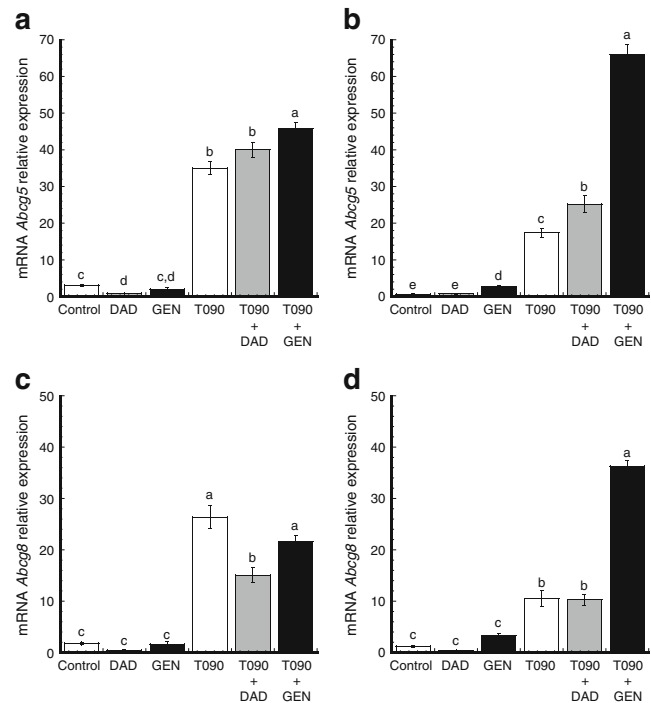 a
mRNA Abcg5 relative expression
70
60
50
40
30
20
10
0
c
d
c,d
b
b
a
Control DAD GEN T090 T090 T090
+ +
DAD GEN
b
mRNA Abcg5 relative expression
70
60
50
40
30
20
10
0
e
e
d
c
b
a
Control DAD GEN T090 T090 T090
+ +
DAD GEN
c
mRNA Abcg8 relative expression
50
40
30
20
10
0
c
c
c
a
b
a
Control DAD GEN T090 T090 T090
+ +
DAD GEN
d
mRNA Abcg8 relative expression
50
40
30
20
10
0
c
c
c
b
b
a
Control DAD GEN T090 T090 T090
+ +
DAD GEN